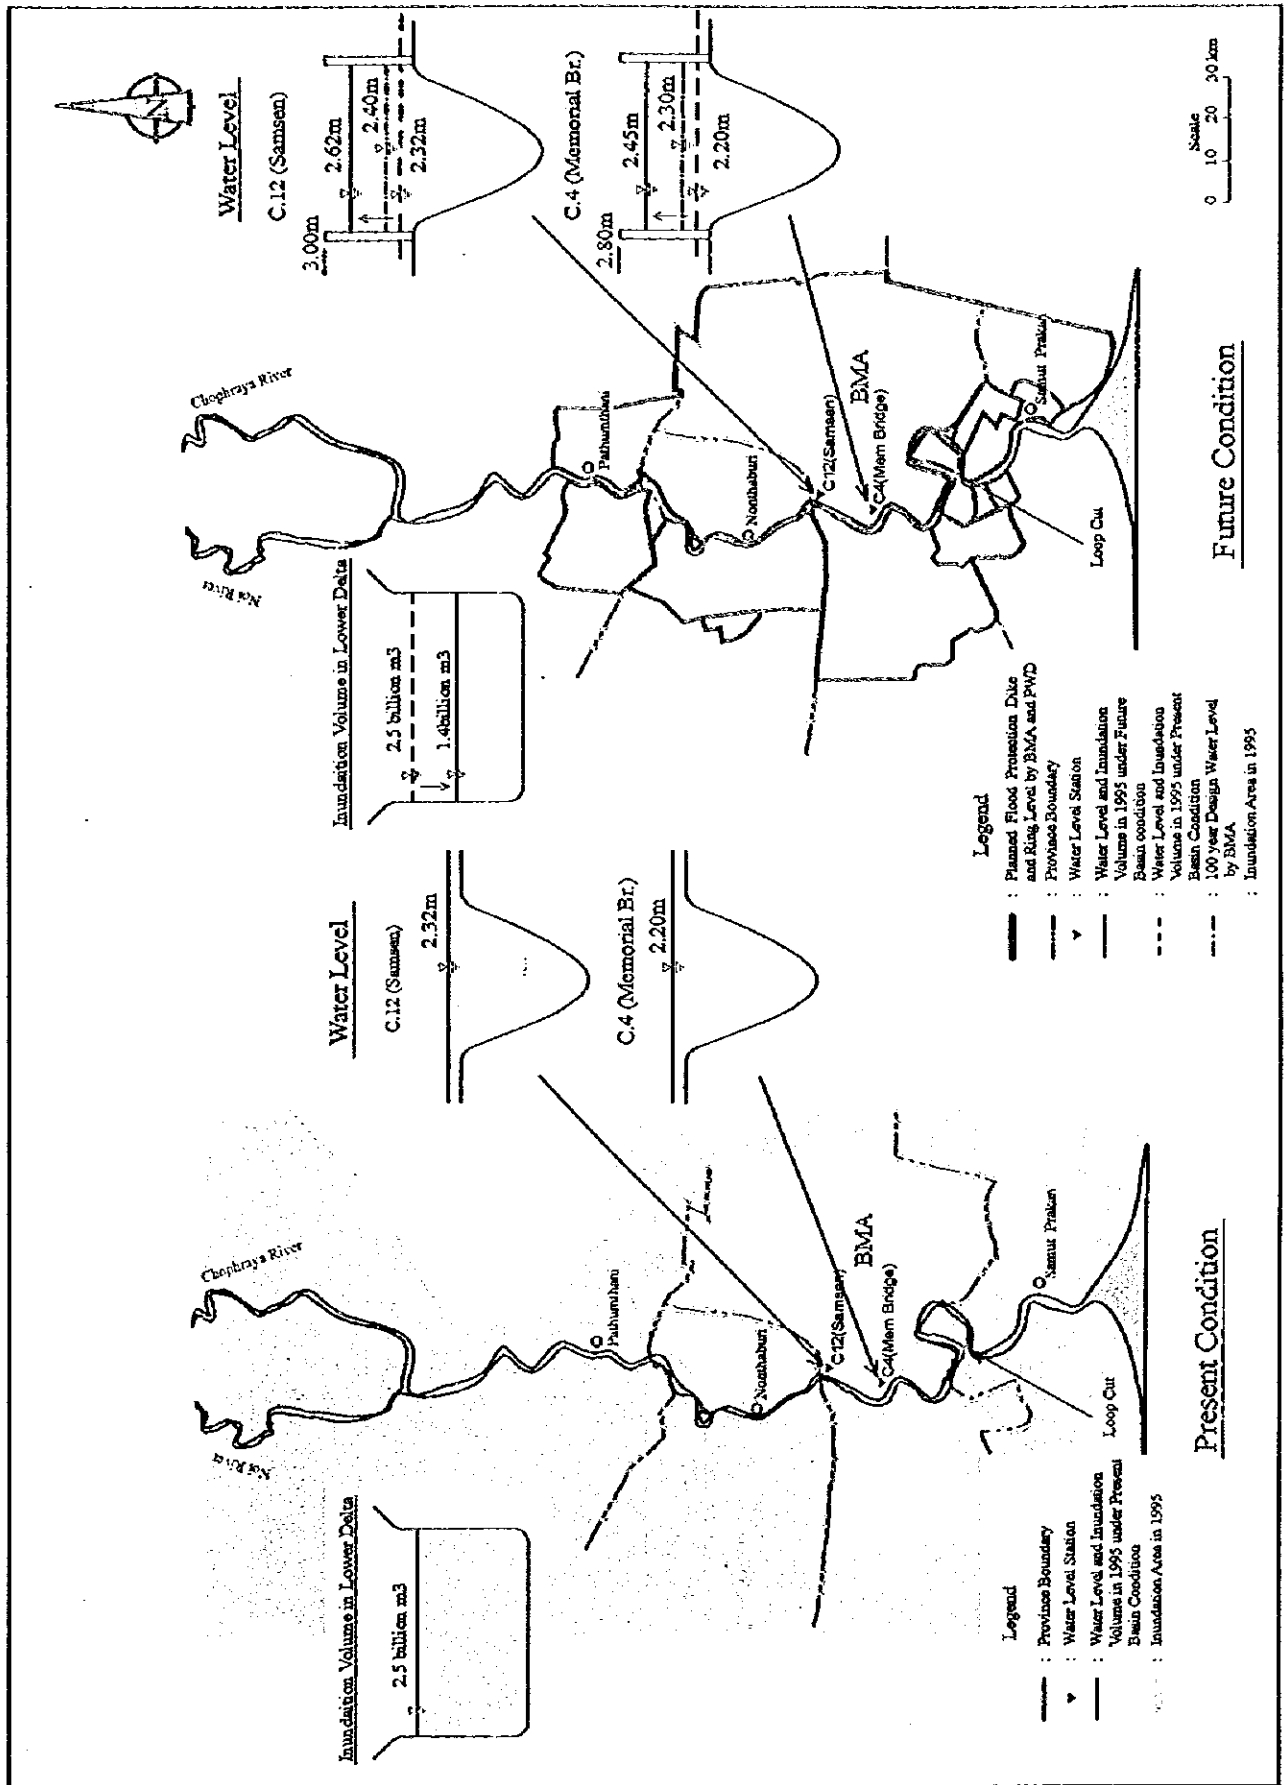 Inundaition Volume in Lower Delta
2.5 billion m3
Noi River
Chophraya River
Pathumthani
Nonthaburi
C12(Samsen)
BMA
C4(Mem Bridge)
Samut Prakan
Loop Cut
Water Level
C.12 (Samsen)
2.32m
C.4 (Memorial Br.)
2.20m
Legend
: Province Boundary
: Water Level Station
: Water Level and Inundation
Volume in 1995 under Present
Basin Condition
: Inundation Area in 1995
Present Condition
Inundaition Volume in Lower Delta
2.5 billion m3
1.4billion m3
Noi River
Chophraya River
Pathumthani
Nonthaburi
C12(Samsen)
BMA
C4(Mem Bridge)
Samut Prakan
Loop Cut
N
Water Level
C.12 (Samsen)
3.00m
2.62m
2.40m
2.32m
C.4 (Memorial Br.)
2.80m
2.45m
2.30m
2.20m
Legend
: Planned Flood Protection Dike
and Ring Level by BMA and PWD
: Province Boundary
: Water Level Station
: Water Level and Inundation
Volume in 1995 under Future
Basin condition
: Water Level and Inundation
Volume in 1995 under Present
Basin Condition
: 100 year Design Water Level
by BMA
: Inundation Area in 1995
Future Condition
Scale
0 10 20 30 km